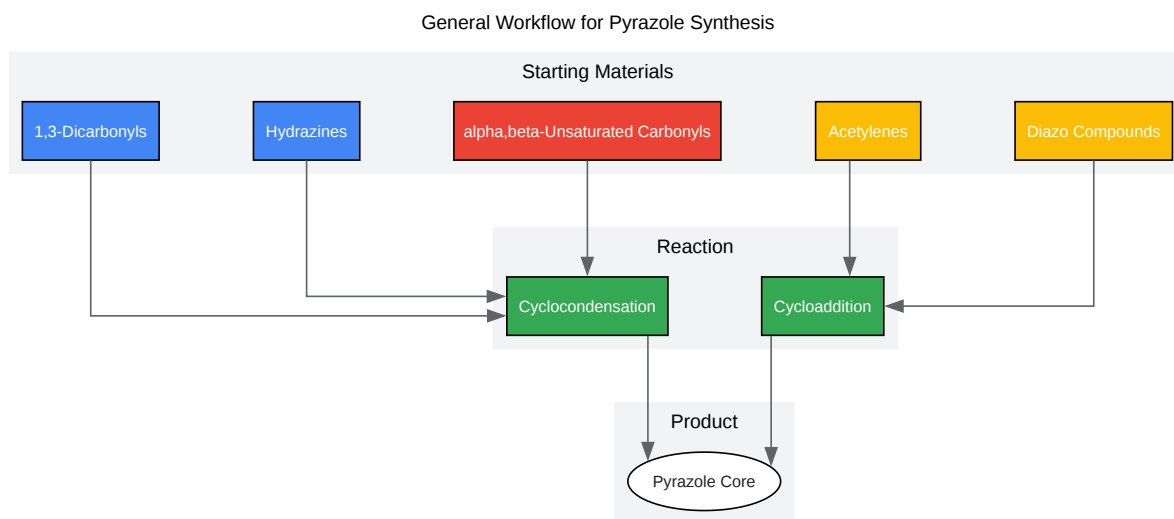 General Workflow for Pyrazole Synthesis
Starting Materials
1,3-Dicarbonyls
Hydrazines
alpha,beta-Unsaturated Carbonyls
Acetylenes
Diazo Compounds
Reaction
Cyclocondensation
Cycloaddition
Product
Pyrazole Core